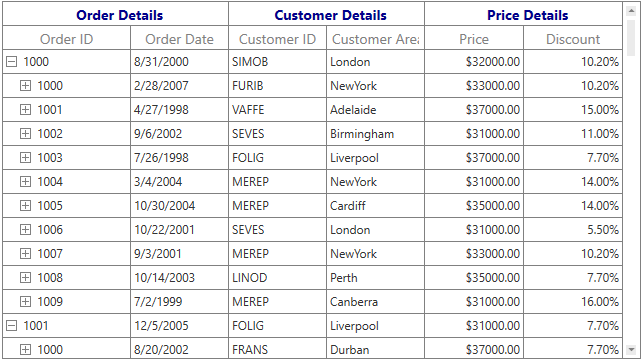 Order Details Customer Details Price Details
Order ID Order Date Customer ID Customer Area Price Discount
1000 8/31/2000 SIMOB London $32000.00 10.20%
1000 2/28/2007 FURIB NewYork $33000.00 10.20%
1001 4/27/1998 VAFFE Adelaide $37000.00 15.00%
1002 9/6/2002 SEVES Birmingham $31000.00 11.00%
1003 7/26/1998 FOLIG Liverpool $37000.00 7.70%
1004 3/4/2004 MEREP NewYork $31000.00 14.00%
1005 10/30/2004 MEREP Cardiff $35000.00 14.00%
1006 10/22/2001 SEVES London $31000.00 5.50%
1007 9/3/2001 MEREP NewYork $33000.00 10.20%
1008 10/14/2003 LINOD Perth $35000.00 7.70%
1009 7/2/1999 MEREP Canberra $31000.00 16.00%
1001 12/5/2005 FOLIG Liverpool $31000.00 7.70%
1000 8/20/2002 FRANS Durban $37000.00 7.70%